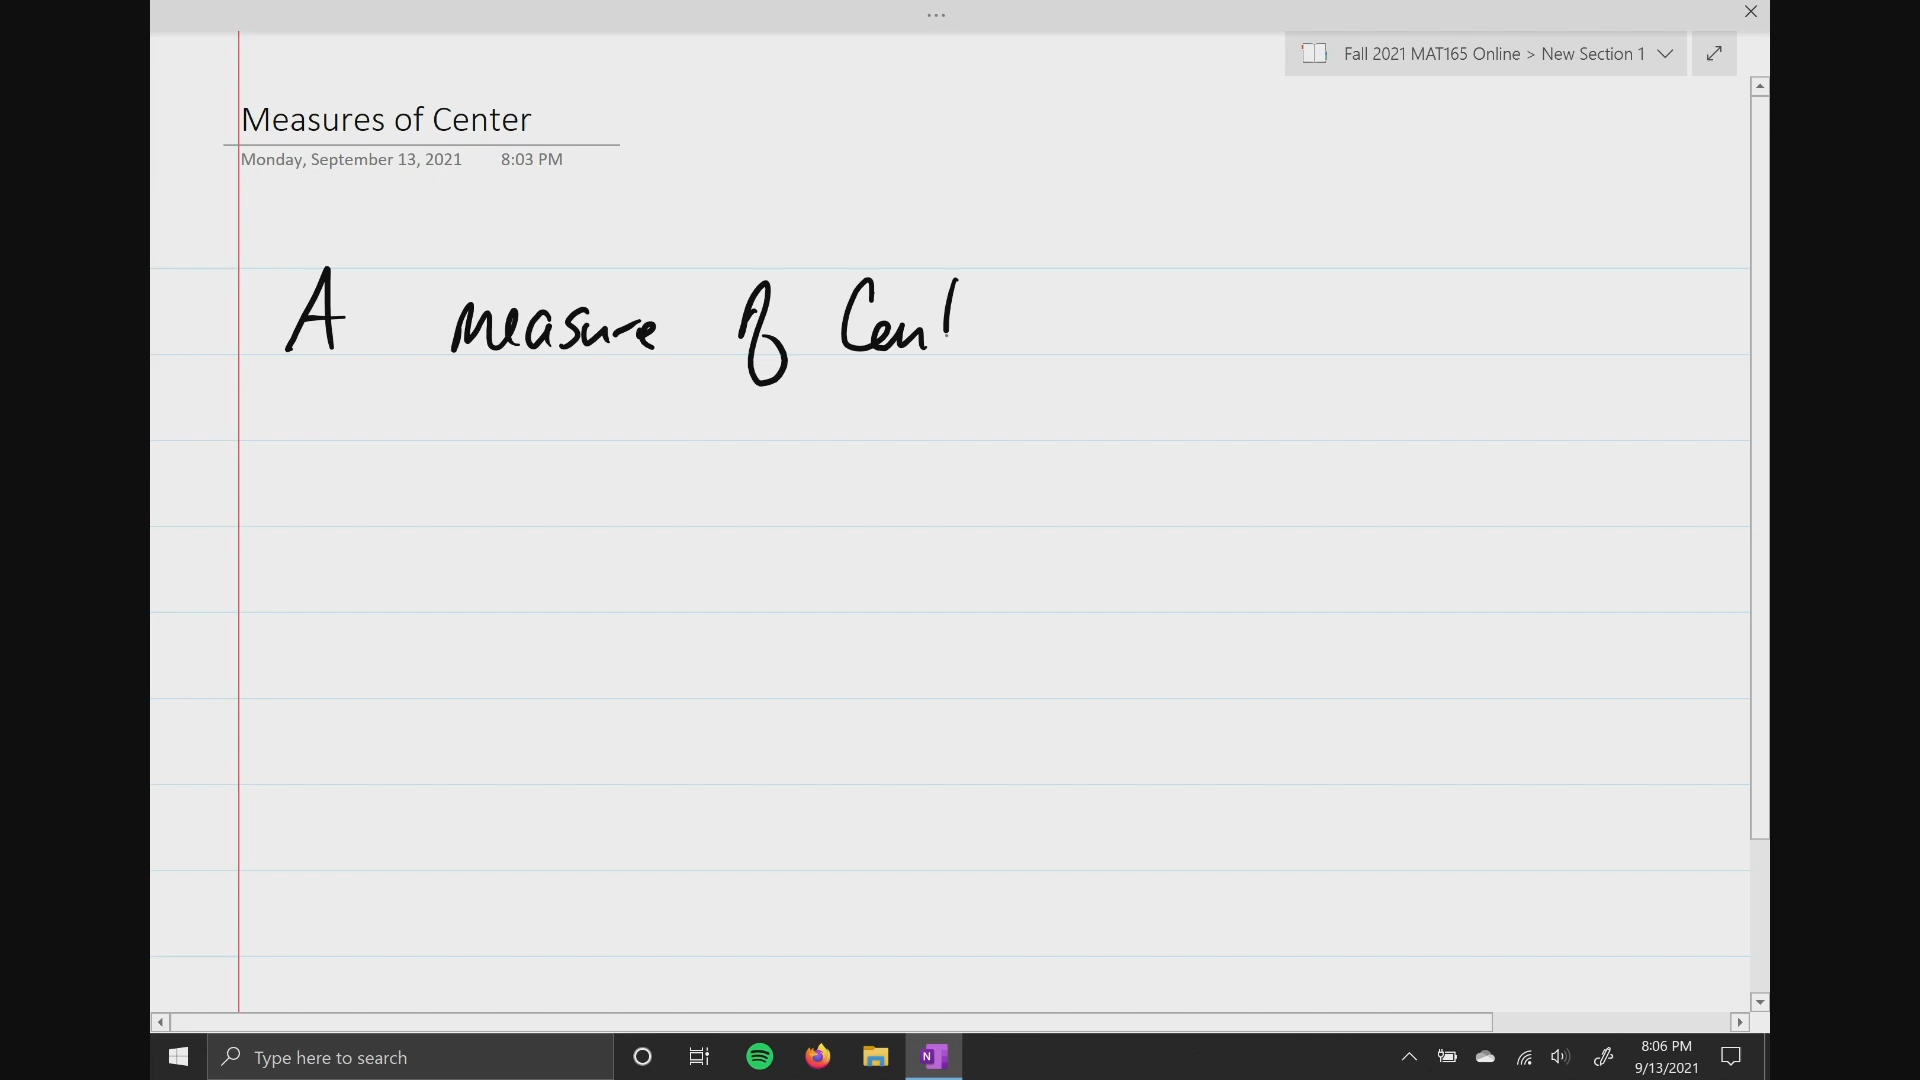 Fall 2021 MAT165 Online > New Section 1
Measures of Center
Monday, September 13, 2021 8:03 PM
A measure of Cent
Type here to search
N
8:06 PM
9/13/2021